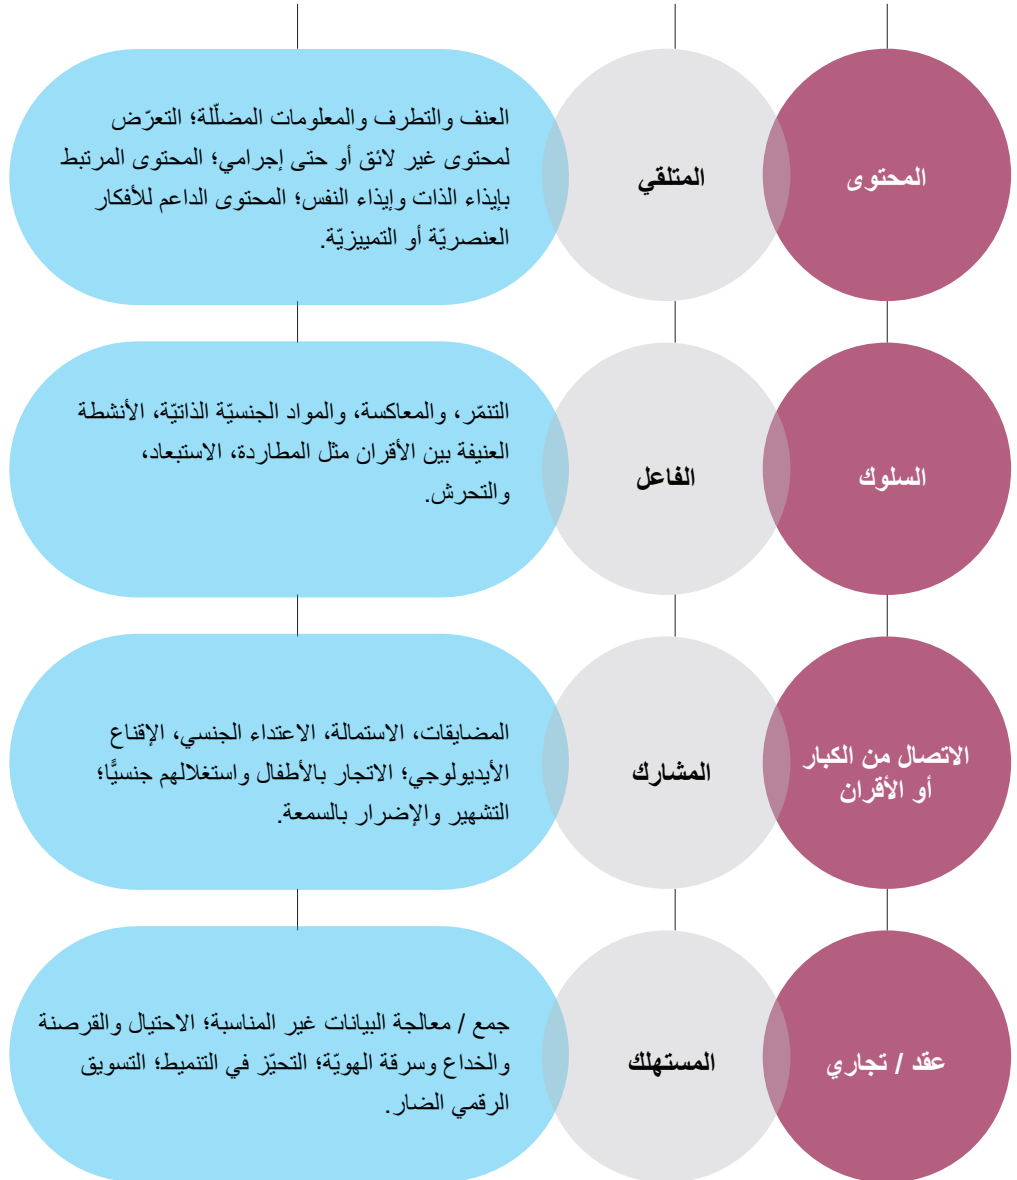 المحتوى
المتلقي
العنف والتطرف والمعلومات المضلّلة؛ التعرّض
لمحتوى غير لائق أو حتى إجرامي؛ المحتوى المرتبط
بإيذاء الذات وإيذاء النفس؛ المحتوى الداعم للأفكار
العنصريّة أو التمييزيّة.
السلوك
الفاعل
التنمّر، والمعاكسة، والمواد الجنسيّة الذاتيّة، الأنشطة
العنيفة بين الأقران مثل المطاردة، الاستبعاد،
والتحرش.
الاتصال من الكبار
أو الأقران
المشارك
المضايقات، الاستمالة، الاعتداء الجنسي، الإقناع
الأيديولوجي؛ الاتجار بالأطفال واستغلالهم جنسيًّا؛
التشهير والإضرار بالسمعة.
عقد / تجاري
المستهلك
جمع / معالجة البيانات غير المناسبة؛ الاحتيال والقرصنة
والخداع وسرقة الهويّة؛ التحيّز في التنميط؛ التسويق
الرقمي الضار.